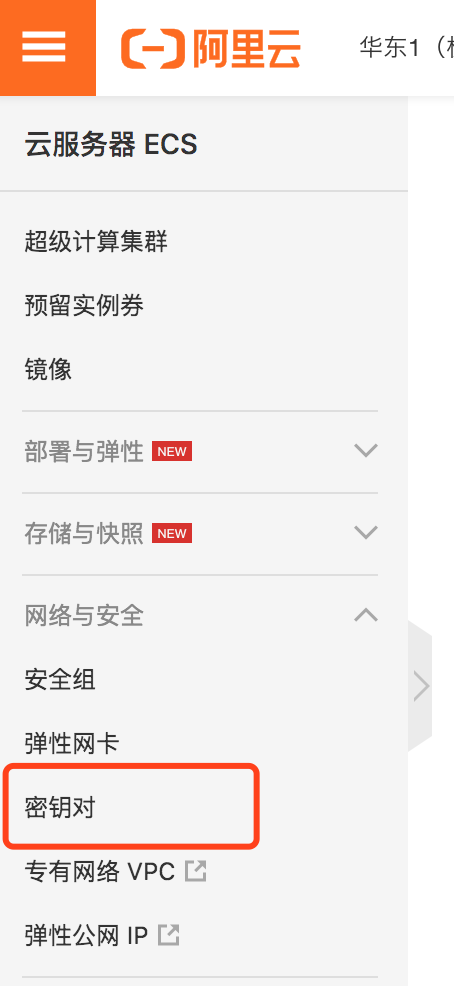 阿里云
华东1（
云服务器 ECS
超级计算集群
预留实例券
镜像
部署与弹性 NEW
存储与快照 NEW
网络与安全
安全组
弹性网卡
密钥对
专有网络 VPC
弹性公网 IP